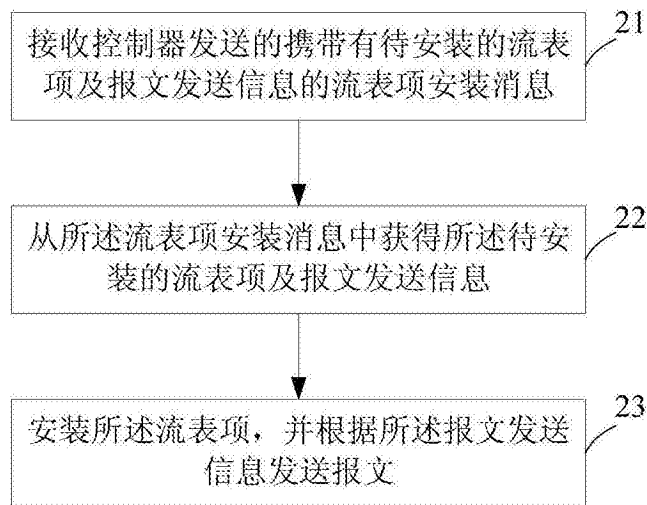 接收控制器发送的携带有待安装的流表
项及报文发送信息的流表项安装消息
21
从所述流表项安装消息中获得所述待安
装的流表项及报文发送信息
22
安装所述流表项，并根据所述报文发送
信息发送报文
23